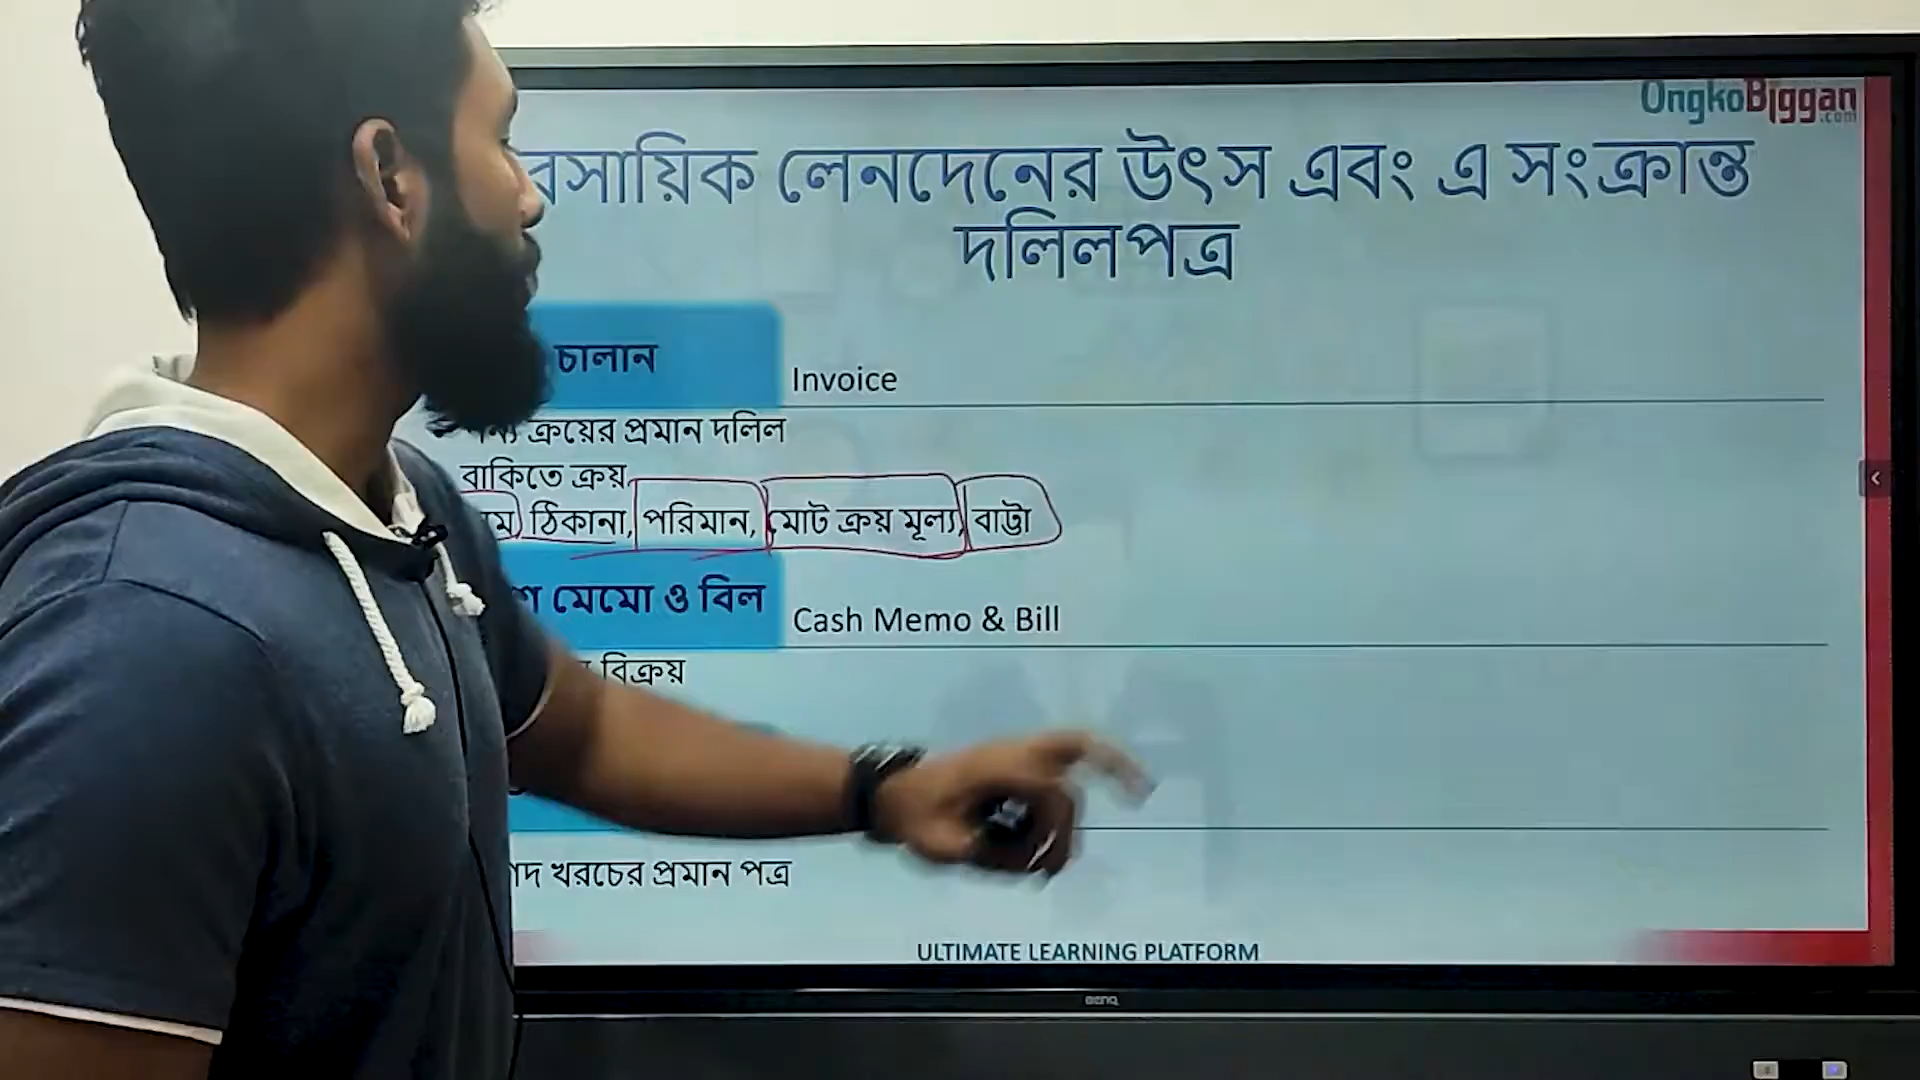 OngkoBiggan
.com
লেনদেনের উৎস এবং এ সংক্রান্ত
দলিলপত্র
চালান
Invoice
ক্রয়ের প্রমান দলিল
বাকিতে ক্রয়
ঠিকানা, পরিমান, মোট ক্রয় মূল্য, বাট্টা
মেমো ও বিল
Cash Memo & Bill
বিক্রয়
খরচের প্রমান পত্র
ULTIMATE LEARNING PLATFORM
BenQ